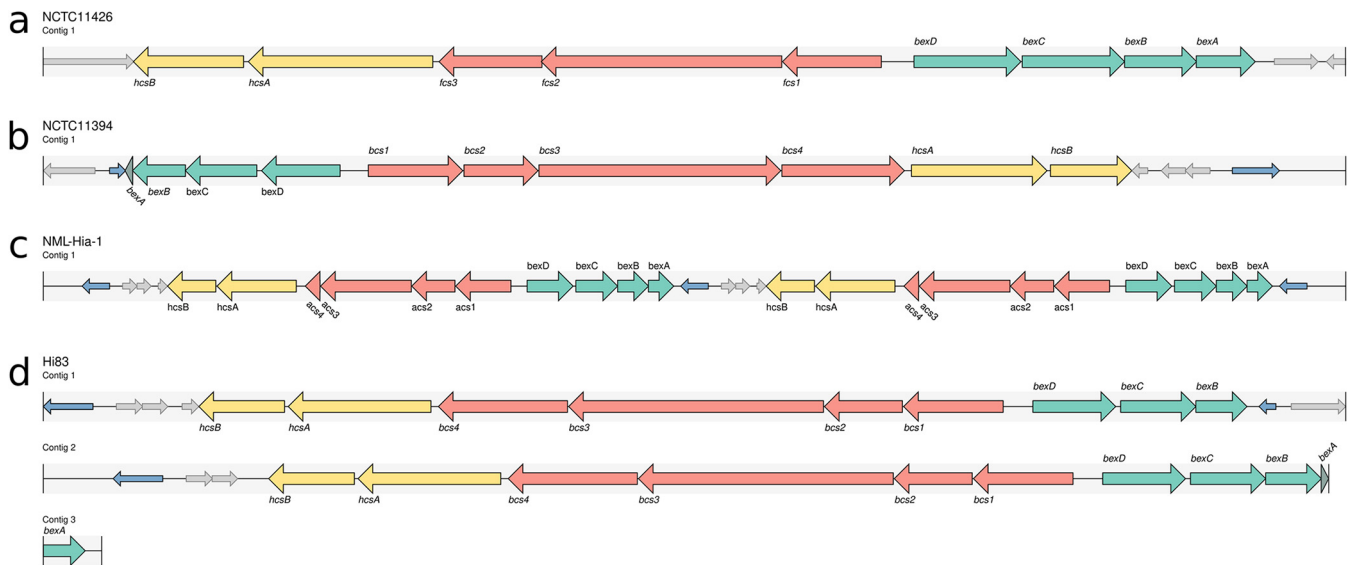 a
NCTC11426
Contig 1
bexD bexC bexB bexA
hcsB hcsA fcs3 fcs2 fcs1
b
NCTC11394
Contig 1
bcs1 bcs2 bcs3 bcs4 hcsA hcsB
bexA bexB bexC bexD
c
NML-Hia-1
Contig 1
bexD bexC bexB bexA bexD bexC bexB bexA
hcsB hcsA acs4 acs3 acs2 acs1 hcsB hcsA acs4 acs3 acs2 acs1
d
Hi83
Contig 1
bexD bexC bexB
hcsB hcsA bcs4 bcs3 bcs2 bcs1
Contig 2
bexD bexC bexB bexA
hcsB hcsA bcs4 bcs3 bcs2 bcs1
Contig 3
bexA